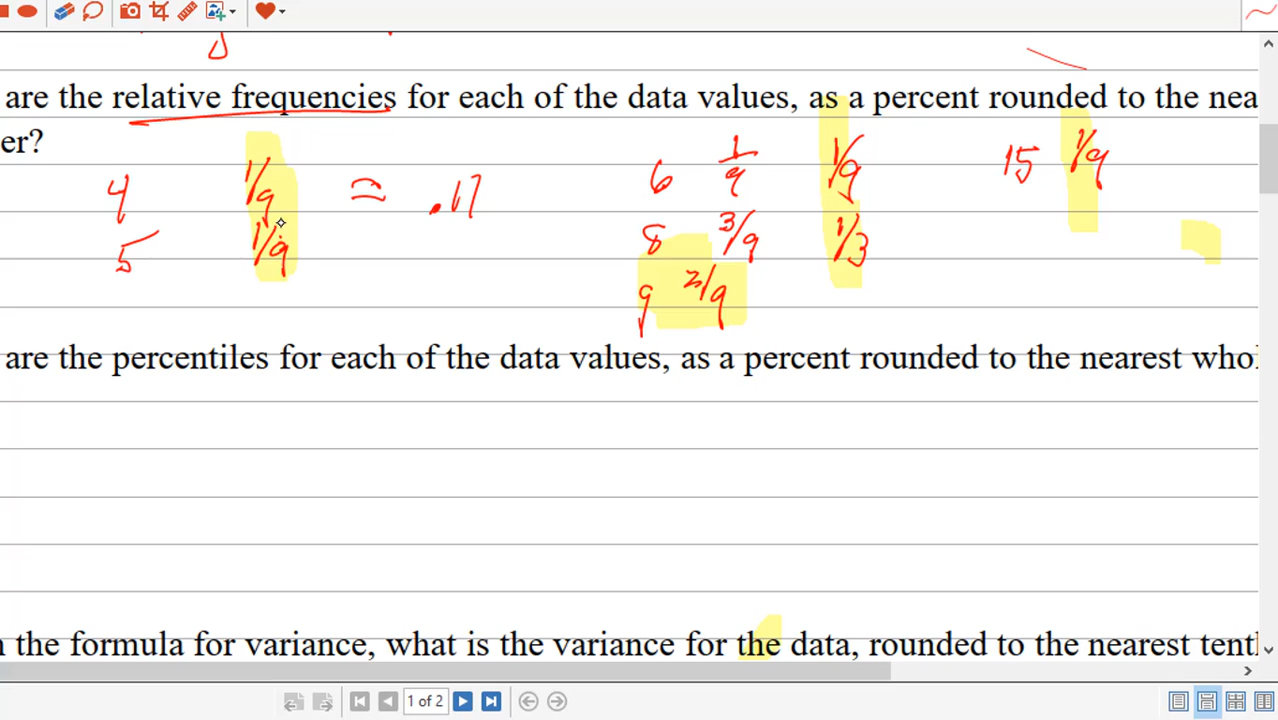 are the relative frequencies for each of the data values, as a percent rounded to the nea
er?
4 1/9 ≈ .17 6 1/9 1/9 15 1/9
5 1/9 8 3/9 1/3
9 2/9
are the percentiles for each of the data values, as a percent rounded to the nearest whol
n the formula for variance, what is the variance for the data, rounded to the nearest tenth
1 of 2